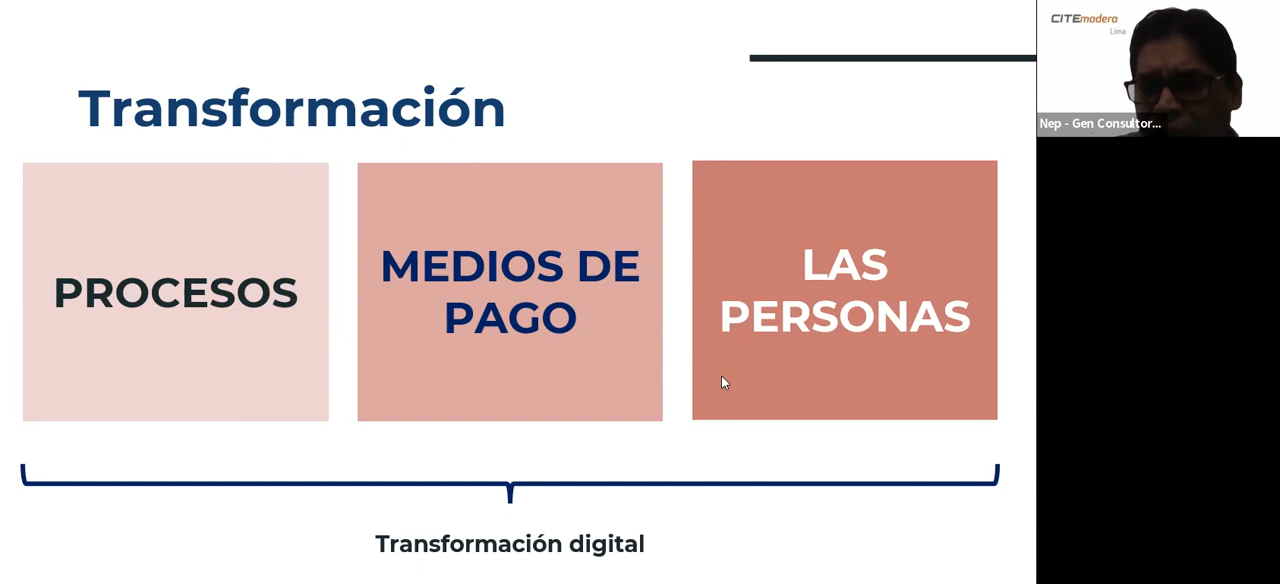 Transformación
PROCESOS
MEDIOS DE
PAGO
LAS
PERSONAS
Transformación digital
CITEmadera
Lima
Nep - Gen Consultor...